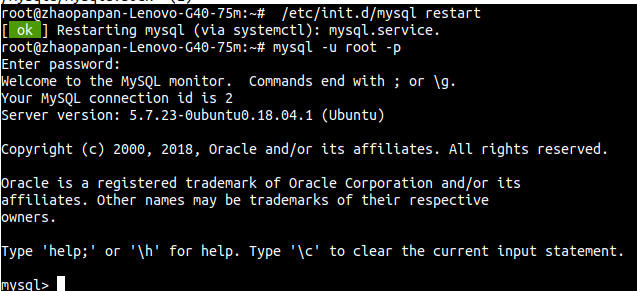 root@zhaopanpan-Lenovo-G40-75m:~#  /etc/init.d/mysql restart
[ ok ] Restarting mysql (via systemctl): mysql.service.
root@zhaopanpan-Lenovo-G40-75m:~# mysql -u root -p
Enter password:
Welcome to the MySQL monitor.  Commands end with ; or \g.
Your MySQL connection id is 2
Server version: 5.7.23-0ubuntu0.18.04.1 (Ubuntu)
Copyright (c) 2000, 2018, Oracle and/or its affiliates. All rights reserved.
Oracle is a registered trademark of Oracle Corporation and/or its
affiliates. Other names may be trademarks of their respective
owners.
Type 'help;' or '\h' for help. Type '\c' to clear the current input statement.
mysql>